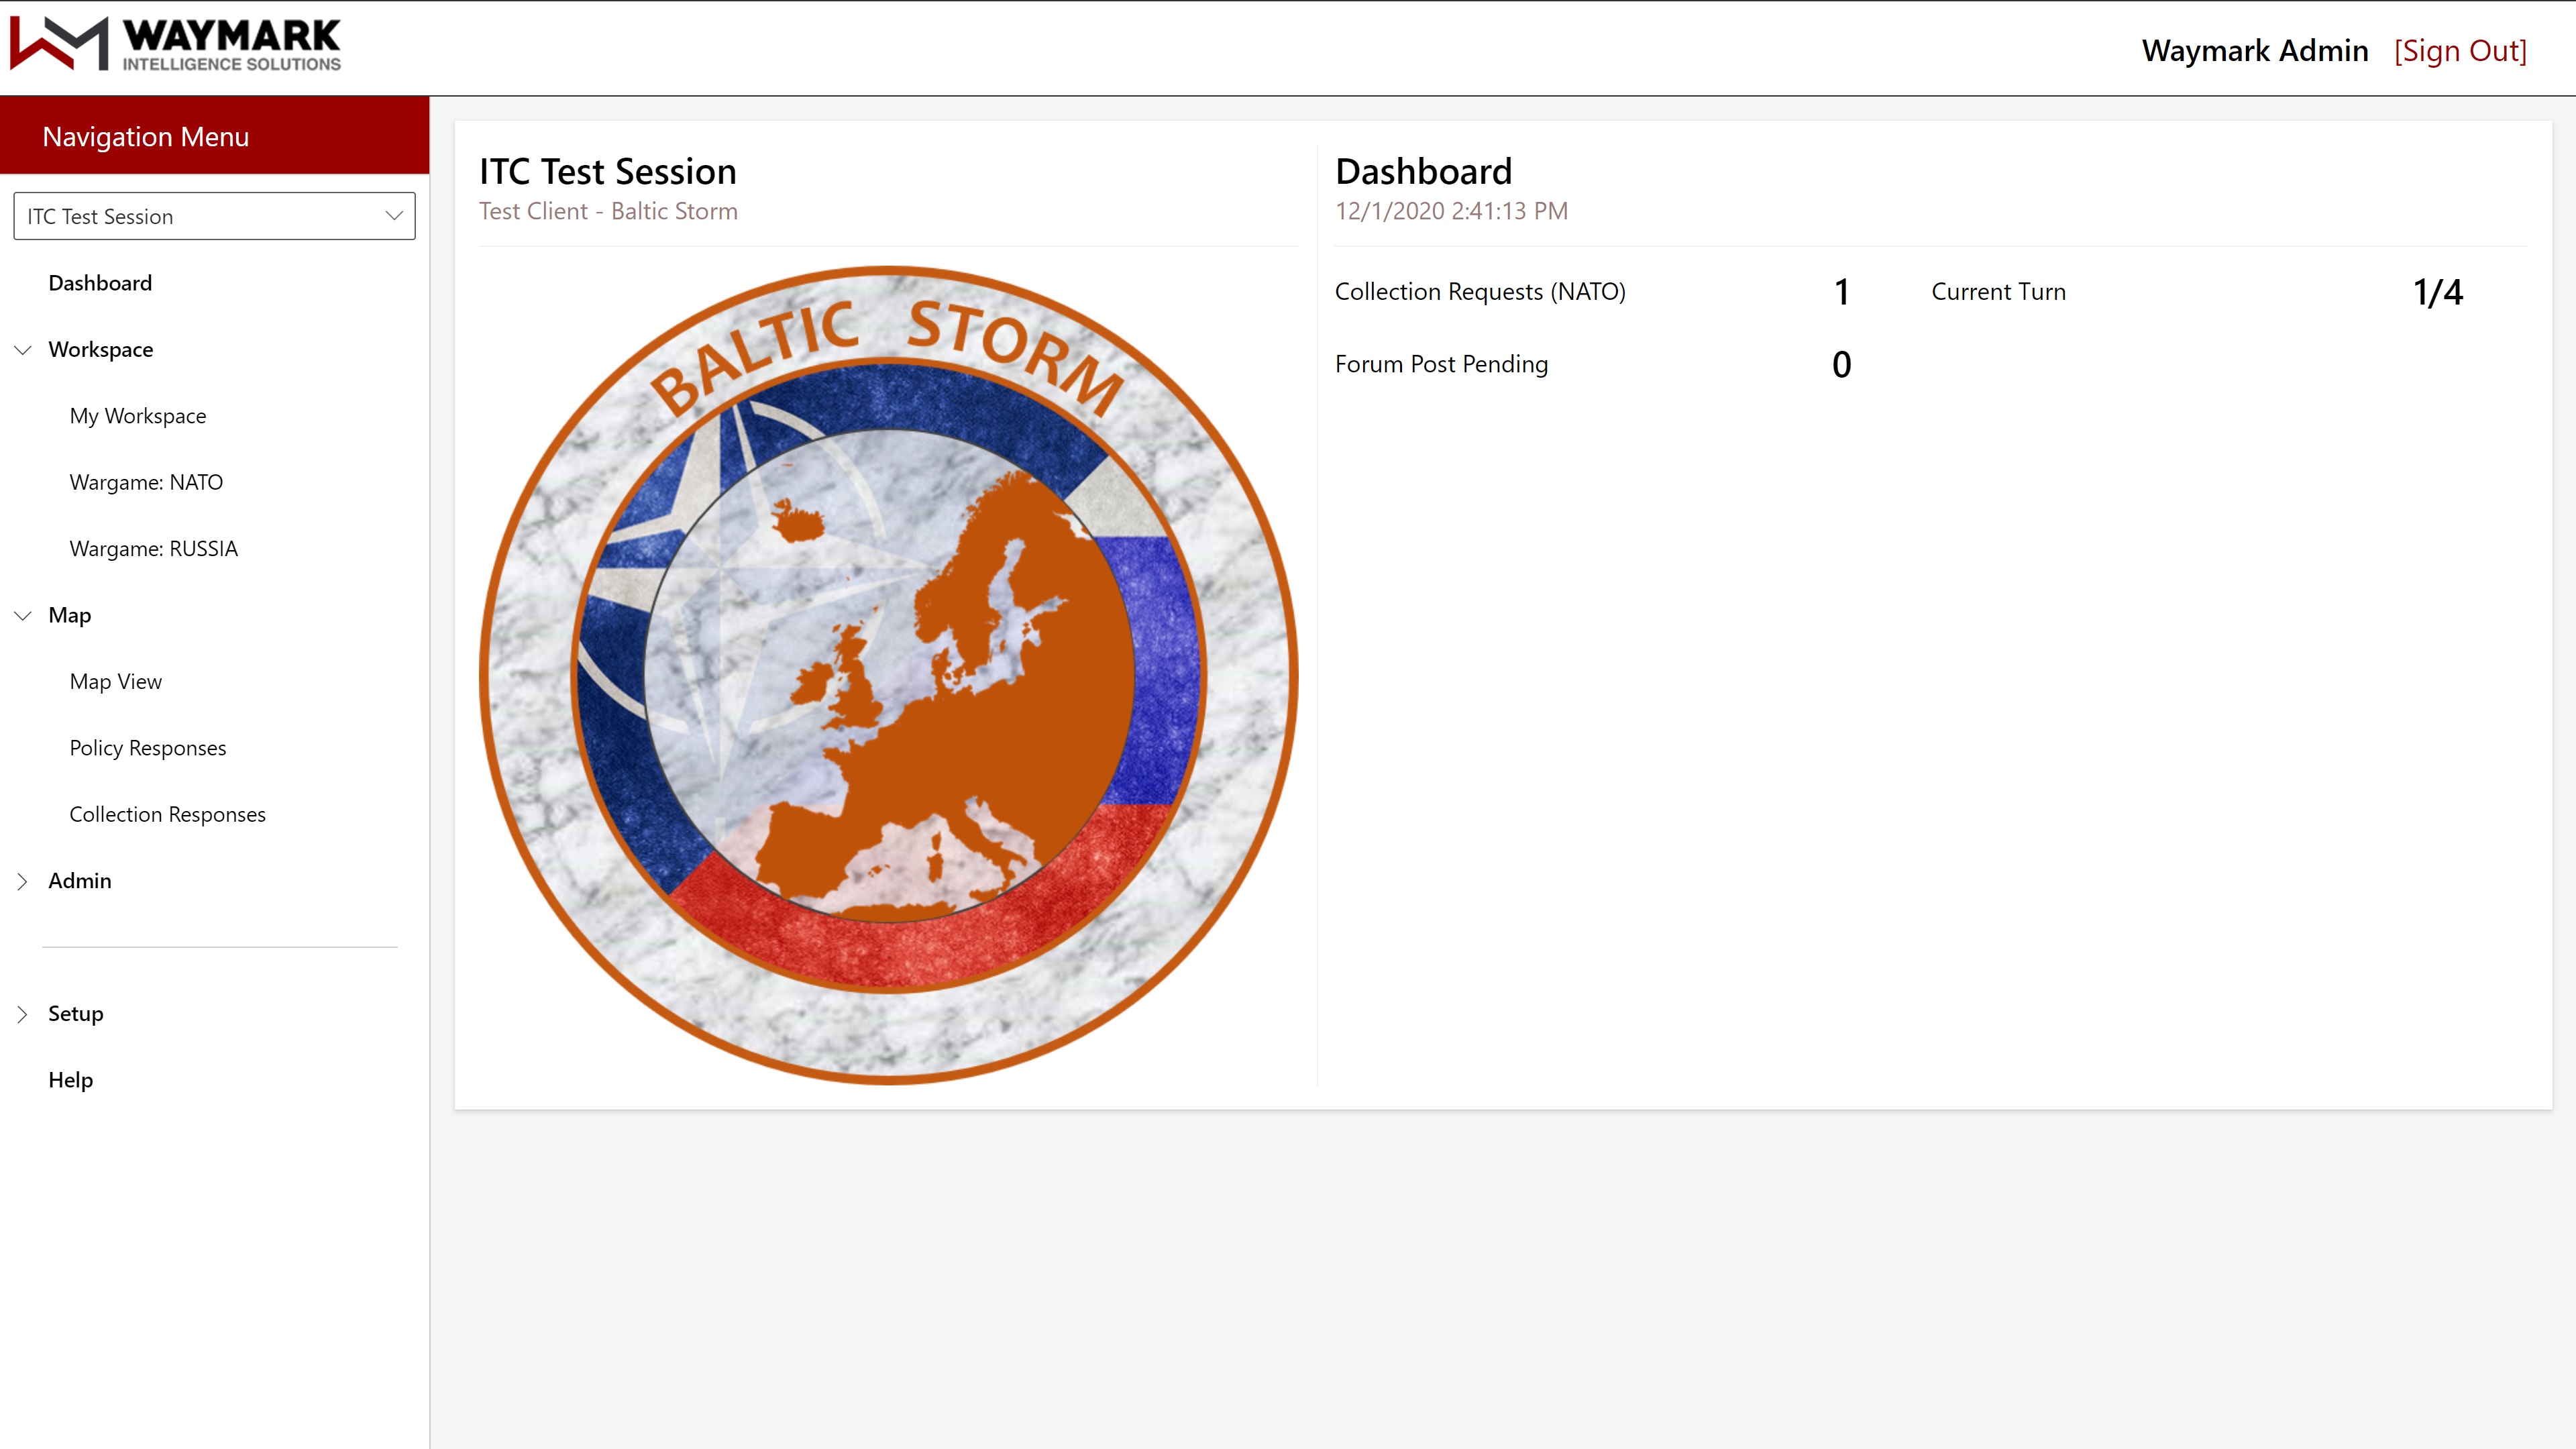 WAYMARK
INTELLIGENCE SOLUTIONS
Waymark Admin [Sign Out]
Navigation Menu
ITC Test Session
Dashboard
Workspace
My Workspace
Wargame: NATO
Wargame: RUSSIA
Map
Map View
Policy Responses
Collection Responses
Admin
Setup
Help
ITC Test Session
Test Client - Baltic Storm
BALTIC STORM
Dashboard
12/1/2020 2:41:13 PM
Collection Requests (NATO) 1
Current Turn 1/4
Forum Post Pending 0